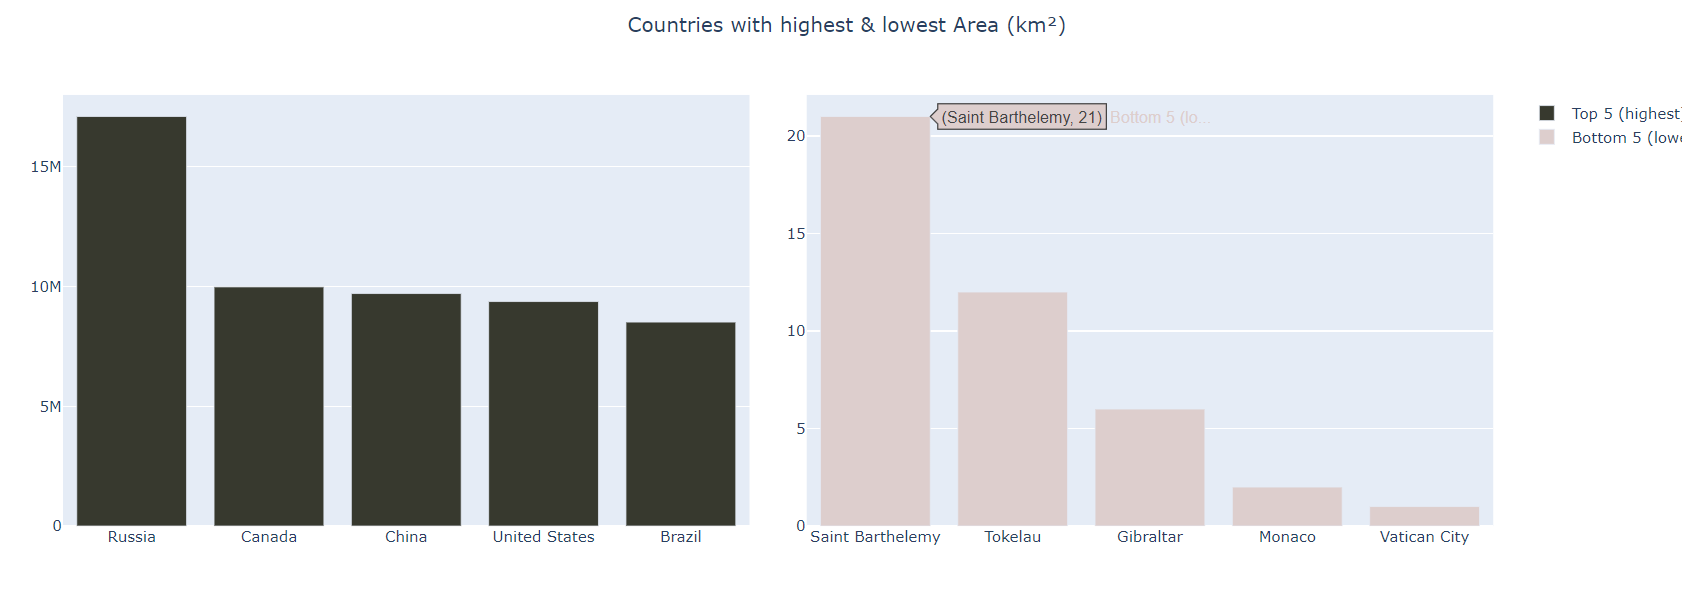 Countries with highest & lowest Area (km²)
15M
10M
5M
0
Russia
Canada
China
United States
Brazil
20
15
10
5
0
(Saint Barthelemy, 21)
Bottom 5 (lo...
Saint Barthelemy
Tokelau
Gibraltar
Monaco
Vatican City
Top 5 (highest)
Bottom 5 (lowe